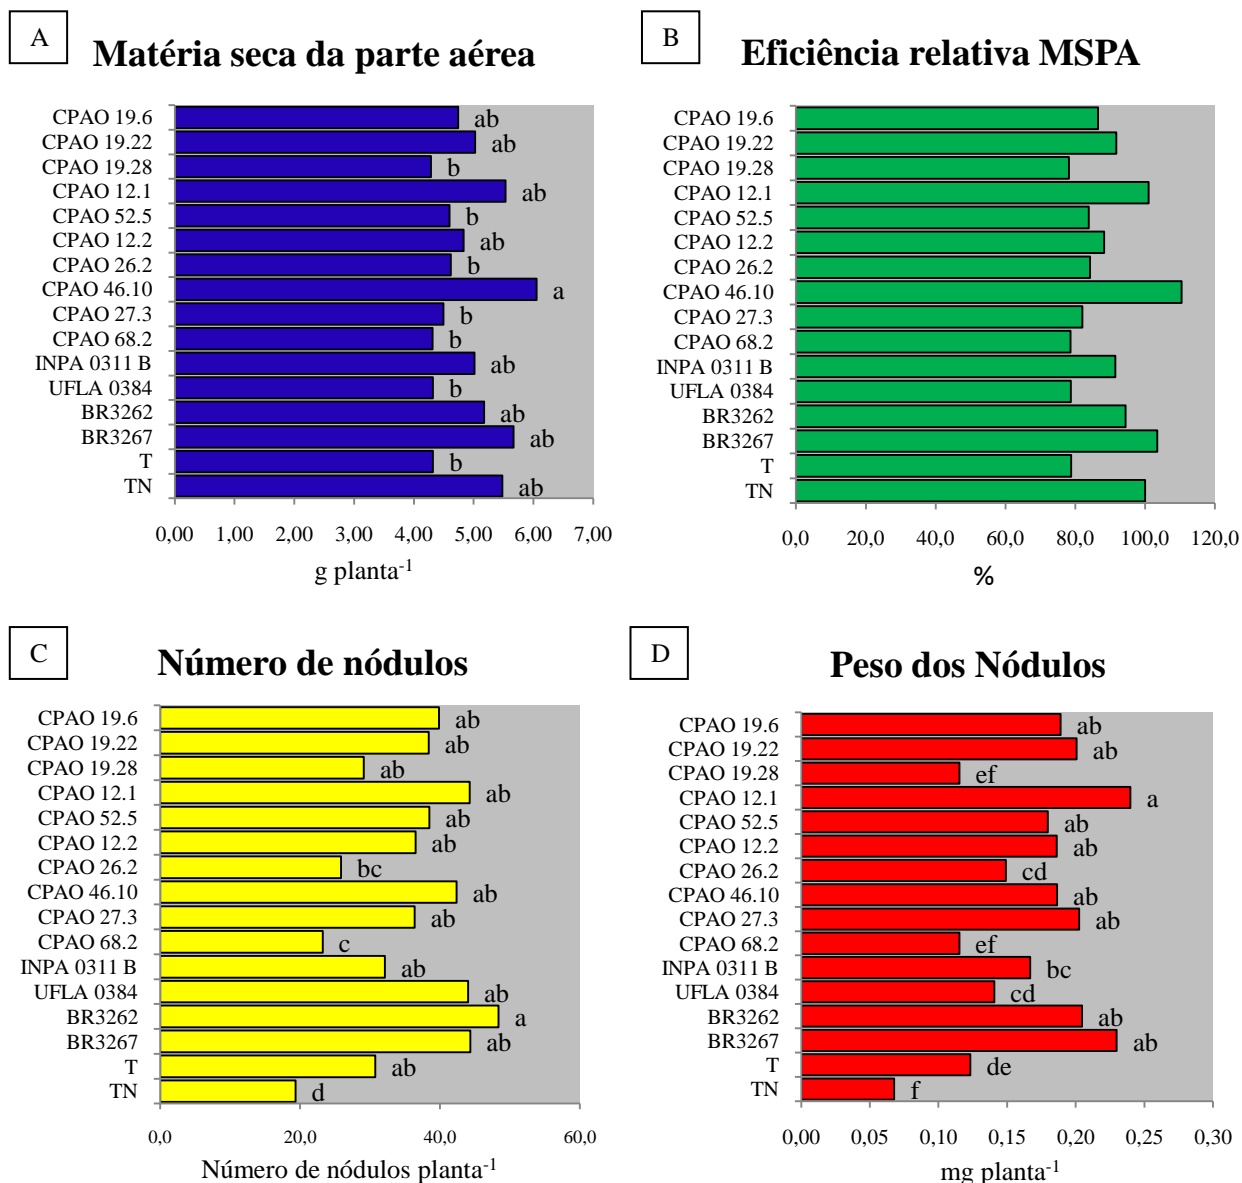 A
Matéria seca da parte aérea
CPAO 19.6
ab
CPAO 19.22
ab
CPAO 19.28
b
CPAO 12.1
ab
CPAO 52.5
b
CPAO 12.2
ab
CPAO 26.2
b
CPAO 46.10
a
CPAO 27.3
b
CPAO 68.2
b
INPA 0311 B
ab
UFLA 0384
b
BR3262
ab
BR3267
ab
T
b
TN
ab
0,00 1,00 2,00 3,00 4,00 5,00 6,00 7,00
g planta-1
B
Eficiência relativa MSPA
CPAO 19.6
CPAO 19.22
CPAO 19.28
CPAO 12.1
CPAO 52.5
CPAO 12.2
CPAO 26.2
CPAO 46.10
CPAO 27.3
CPAO 68.2
INPA 0311 B
UFLA 0384
BR3262
BR3267
T
TN
0,0 20,0 40,0 60,0 80,0 100,0 120,0
%
C
Número de nódulos
CPAO 19.6
ab
CPAO 19.22
ab
CPAO 19.28
ab
CPAO 12.1
ab
CPAO 52.5
ab
CPAO 12.2
ab
CPAO 26.2
bc
CPAO 46.10
ab
CPAO 27.3
ab
CPAO 68.2
c
INPA 0311 B
ab
UFLA 0384
ab
BR3262
a
BR3267
ab
T
ab
TN
d
0,0 20,0 40,0 60,0
Número de nódulos planta-1
D
Peso dos Nódulos
CPAO 19.6
ab
CPAO 19.22
ab
CPAO 19.28
ef
CPAO 12.1
a
CPAO 52.5
ab
CPAO 12.2
ab
CPAO 26.2
cd
CPAO 46.10
ab
CPAO 27.3
ab
CPAO 68.2
ef
INPA 0311 B
bc
UFLA 0384
cd
BR3262
ab
BR3267
ab
T
de
TN
f
0,00 0,05 0,10 0,15 0,20 0,25 0,30
mg planta-1